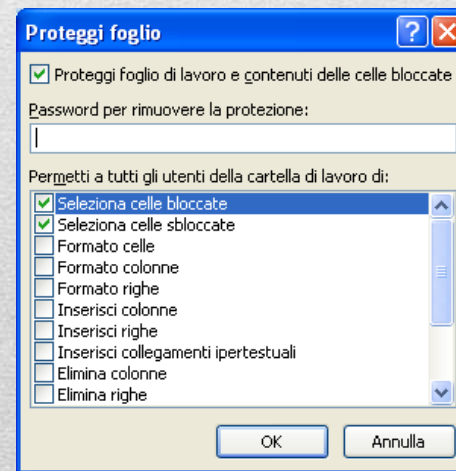 Proteggi foglio
Proteggi foglio di lavoro e contenuti delle celle bloccate
Password per rimuovere la protezione:
Permetti a tutti gli utenti della cartella di lavoro di:
Seleziona celle bloccate
Seleziona celle sbloccate
Formato celle
Formato colonne
Formato righe
Inserisci colonne
Inserisci righe
Inserisci collegamenti ipertestuali
Elimina colonne
Elimina righe
OK Annulla